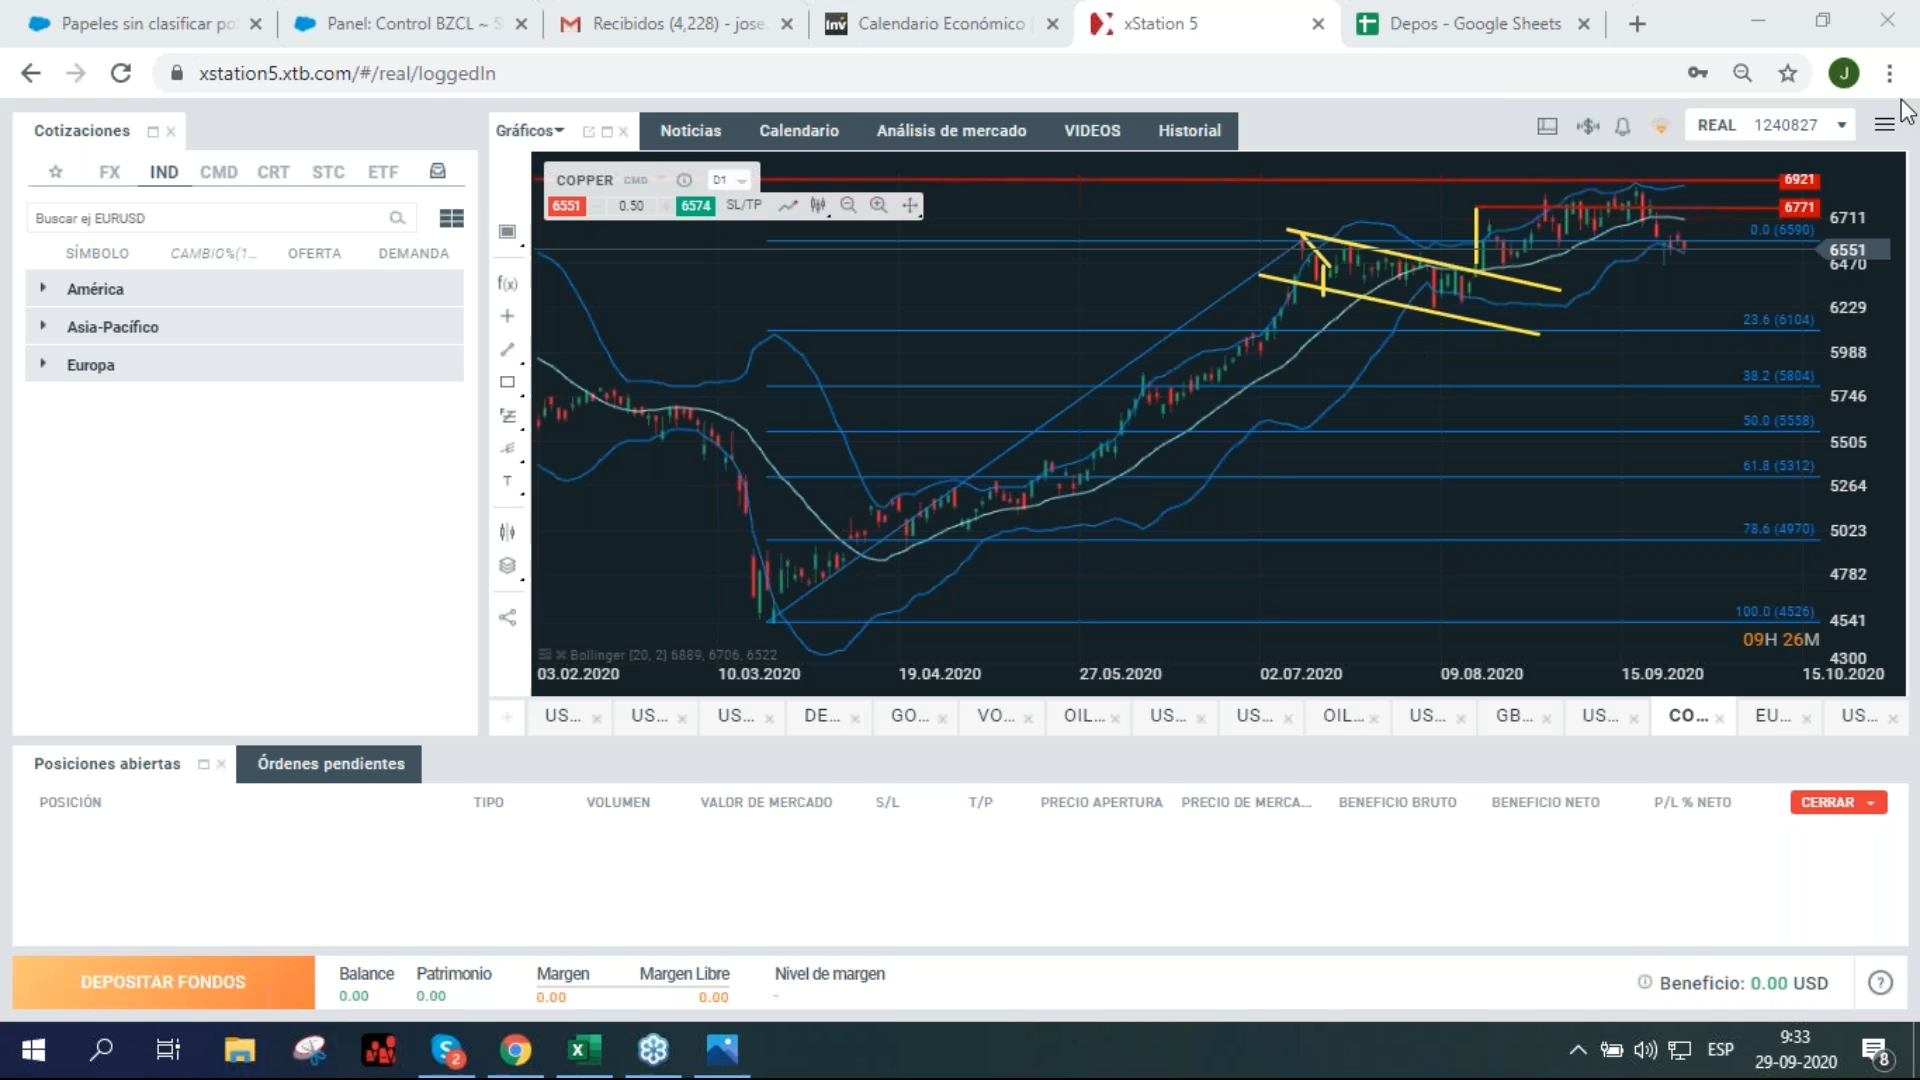 Papeles sin clasificar po
Panel: Control BZCL ~ S
Recibidos (4,228) - jose.
Inv
Calendario Económico
xStation 5
Depos - Google Sheets
xstation5.xtb.com/#/real/loggedIn
J
Cotizaciones
Gráficos
Noticias
Calendario
Análisis de mercado
VIDEOS
Historial
REAL 1240827
FX IND CMD CRT STC ETF
Buscar ej EURUSD
SÍMBOLO CAMBIO%(1... OFERTA DEMANDA
América
Asia-Pacífico
Europa
COPPER CMD D1
6551 0.50 6574 SL/TP
f(x)
T
6921
6771
6711
0.0 (6590)
6551
6470
6229
23.6 (6104)
5988
38.2 (5804)
5746
50.0 (5558)
5505
61.8 (5312)
5264
78.6 (4970)
5023
4782
100.0 (4526)
4541
09H 26M
4300
Bollinger [20, 2] 6889, 6706, 6522
03.02.2020 10.03.2020 19.04.2020 27.05.2020 02.07.2020 09.08.2020 15.09.2020 15.10.2020
US... US... US... DE... GO... VO... OIL... US... US... OIL... US... GB... US... CO... EU... US...
Posiciones abiertas
Órdenes pendientes
POSICIÓN TIPO VOLUMEN VALOR DE MERCADO S/L T/P PRECIO APERTURA PRECIO DE MERCA... BENEFICIO BRUTO BENEFICIO NETO P/L % NETO CERRAR
DEPOSITAR FONDOS
Balance Patrimonio Margen Margen Libre Nivel de margen
0.00 0.00 0.00 0.00 -
Beneficio: 0.00 USD
?
2
ESP
9:33
29-09-2020
8